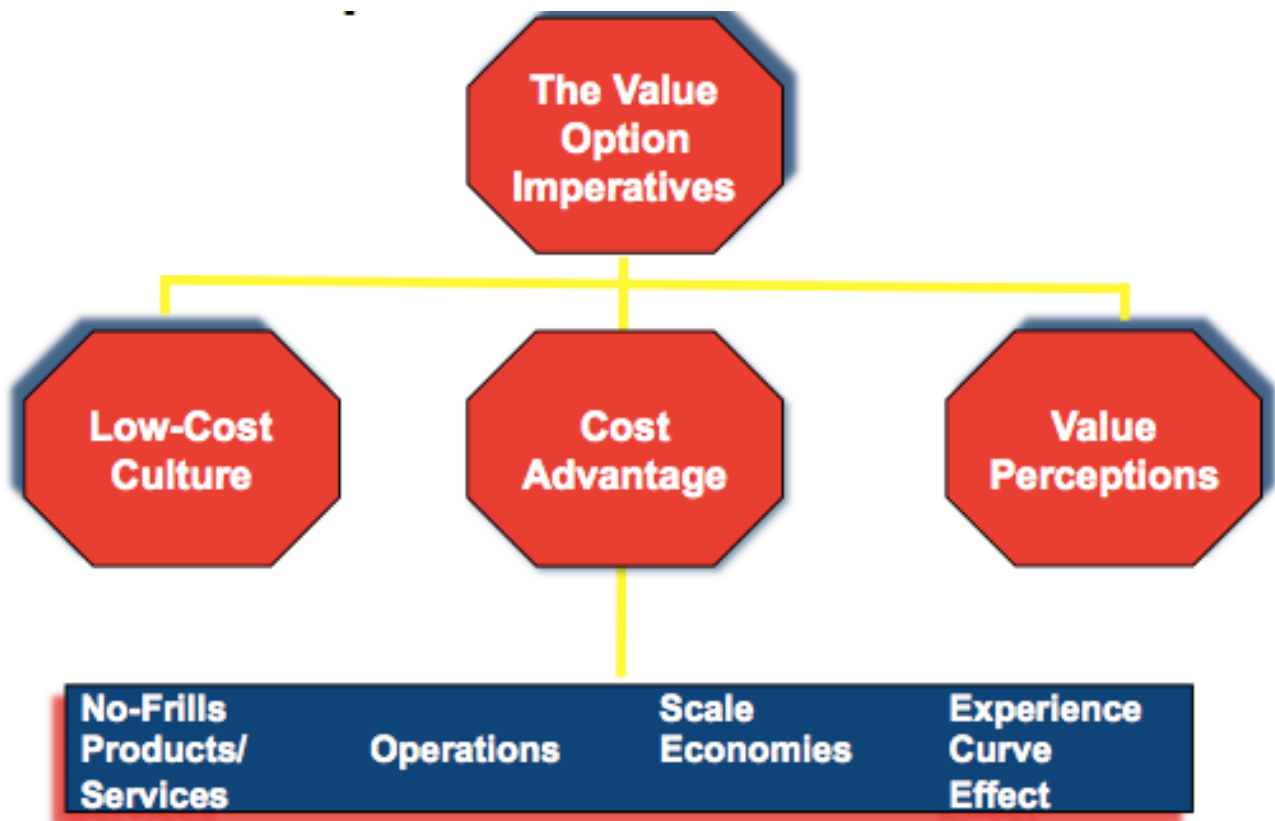 The Value
Option
Imperatives
Low-Cost
Culture
Cost
Advantage
Value
Perceptions
No-Frills
Products/
Services
Operations
Scale
Economies
Experience
Curve
Effect